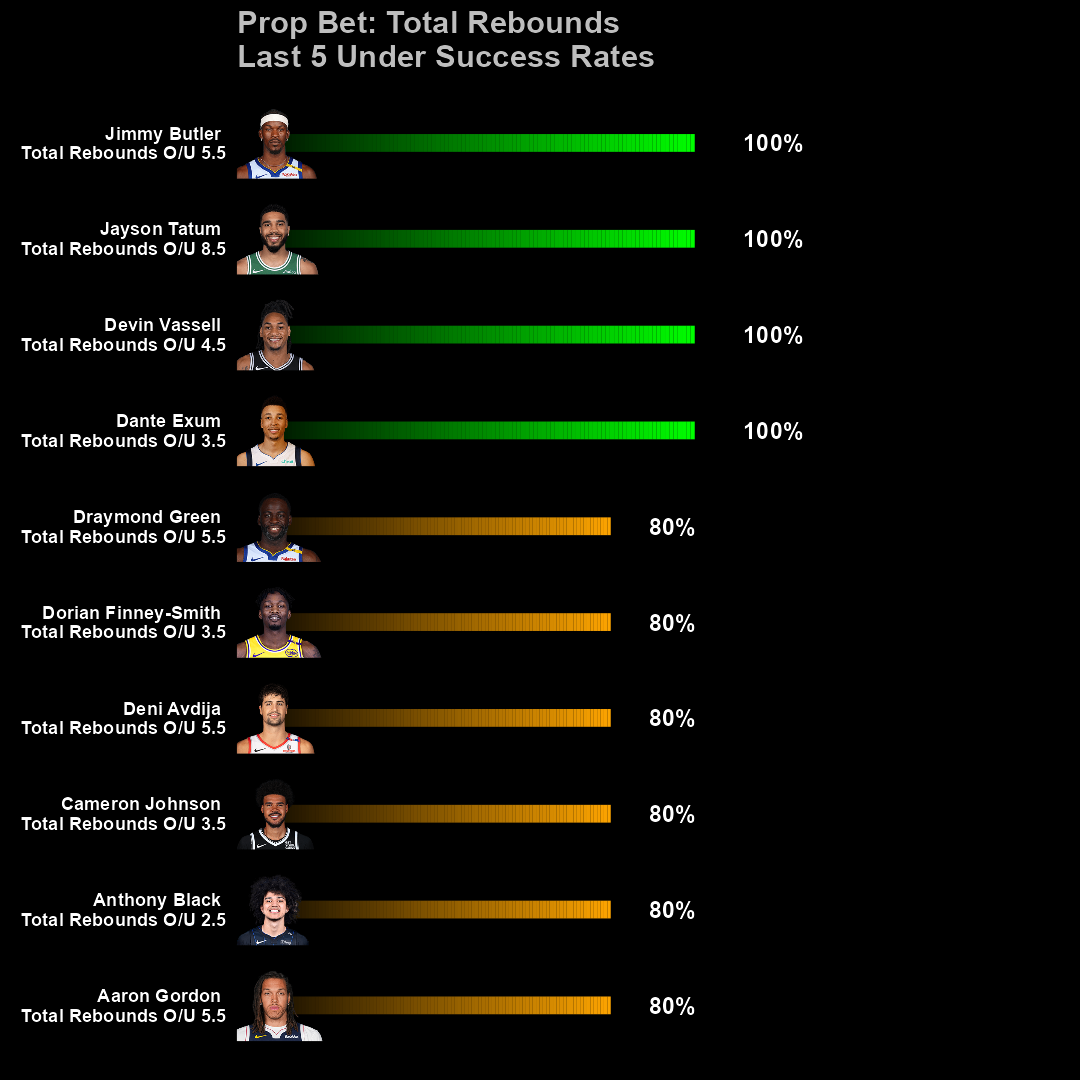 Prop Bet: Total Rebounds
Last 5 Under Success Rates
Jimmy Butler
Total Rebounds O/U 5.5
100%
Jayson Tatum
Total Rebounds O/U 8.5
100%
Devin Vassell
Total Rebounds O/U 4.5
100%
Dante Exum
Total Rebounds O/U 3.5
100%
Draymond Green
Total Rebounds O/U 5.5
80%
Dorian Finney-Smith
Total Rebounds O/U 3.5
80%
Deni Avdija
Total Rebounds O/U 5.5
80%
Cameron Johnson
Total Rebounds O/U 3.5
80%
Anthony Black
Total Rebounds O/U 2.5
80%
Aaron Gordon
Total Rebounds O/U 5.5
80%